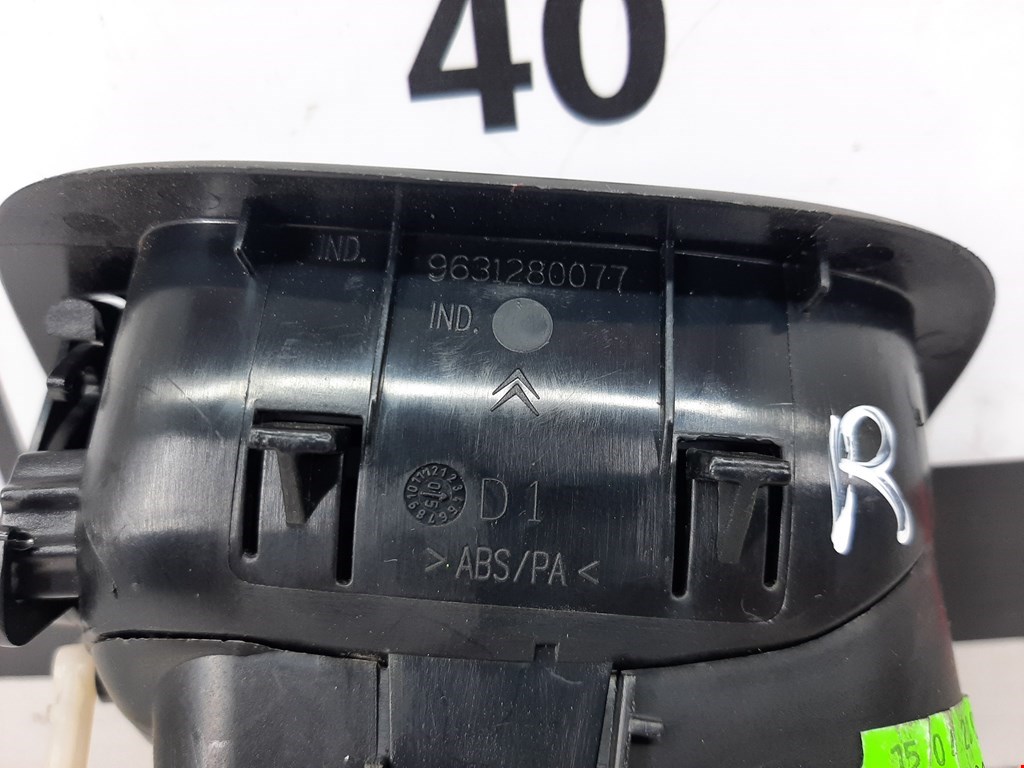 40
IND.
9631280077
IND.
D1
>ABS/PA<
R